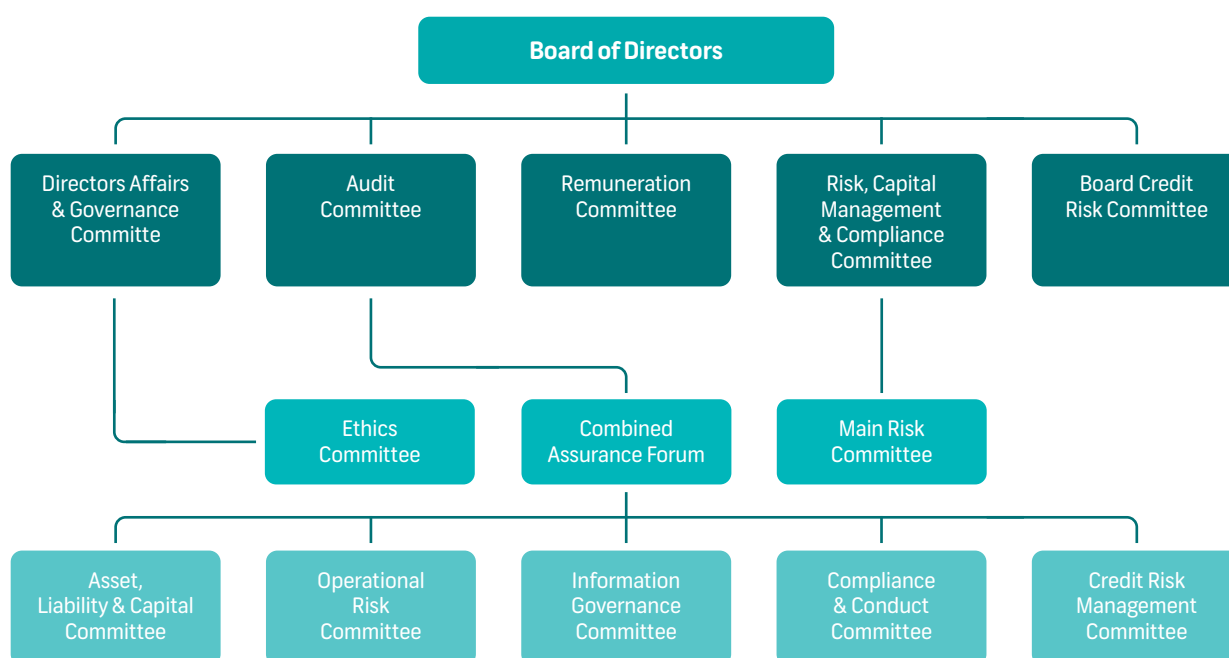 Board of Directors
Directors Affairs
& Governance
Committe
Audit
Committee
Remuneration
Committee
Risk, Capital
Management
& Compliance
Committee
Board Credit
Risk Committee
Ethics
Committee
Combined
Assurance Forum
Main Risk
Committee
Asset,
Liability & Capital
Committee
Operational
Risk
Committee
Information
Governance
Committee
Compliance
& Conduct
Committee
Credit Risk
Management
Committee